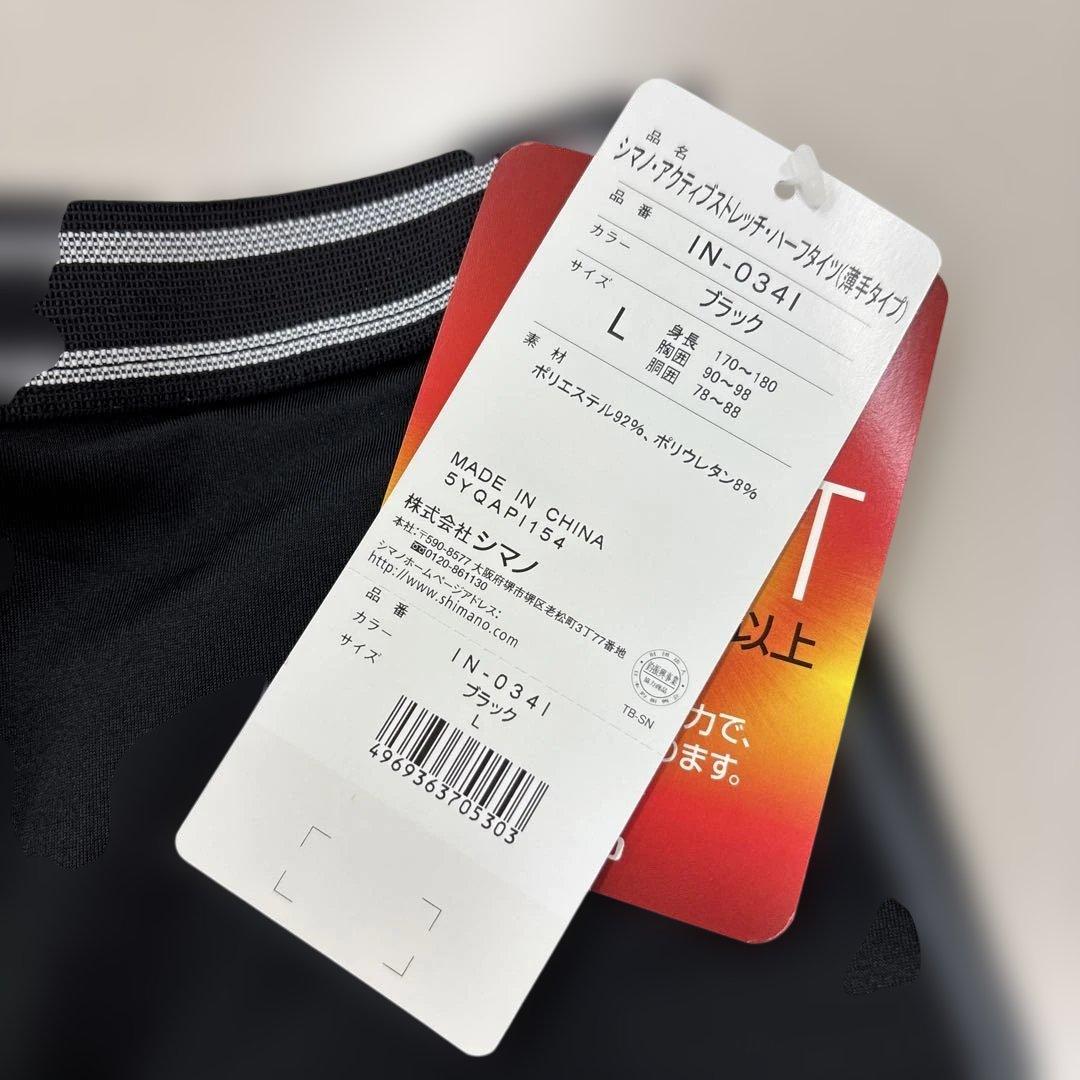 品名
シマノ・アクティブストレッチ・ハーフタイツ(薄手タイプ)
品番
IN-034I
カラー
ブラック
サイズ
L
身長 170〜180
胸囲 90〜98
胴囲 78〜88
素材
ポリエステル92%、ポリウレタン8%
MADE IN CHINA
5YQAPI154
株式会社シマノ
本社:〒590-8577 大阪府堺市堺区老松町3丁77番地
0120-861130
シマノホームページアドレス:
http://www.shimano.com
TB-SN
品番 IN-034I
カラー ブラック
サイズ L
4969363705303
T
以上
力で、
ります。